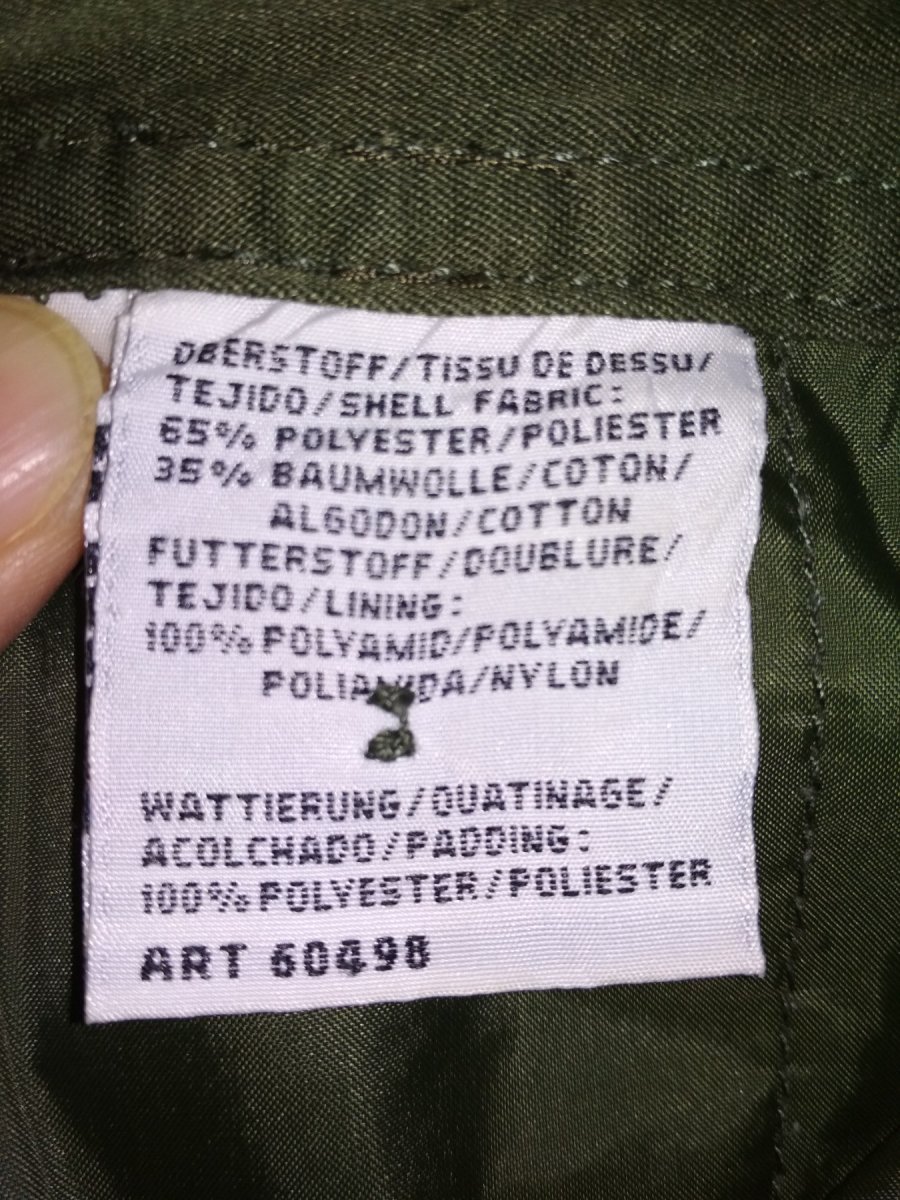 OBERSTOFF/TISSU DE DESSU/
TEJIDO/SHELL FABRIC:
65% POLYESTER/POLIESTER
35% BAUMWOLLE/COTON/
ALGODON/COTTON
FUTTERSTOFF/DOUBLURE/
TEJIDO/LINING:
100% POLYAMID/POLYAMIDE/
POLIAMIDA/NYLON
WATTIERUNG/OUATINAGE/
ACOLCHADO/PADDING:
100% POLYESTER/POLIESTER
ART 60498